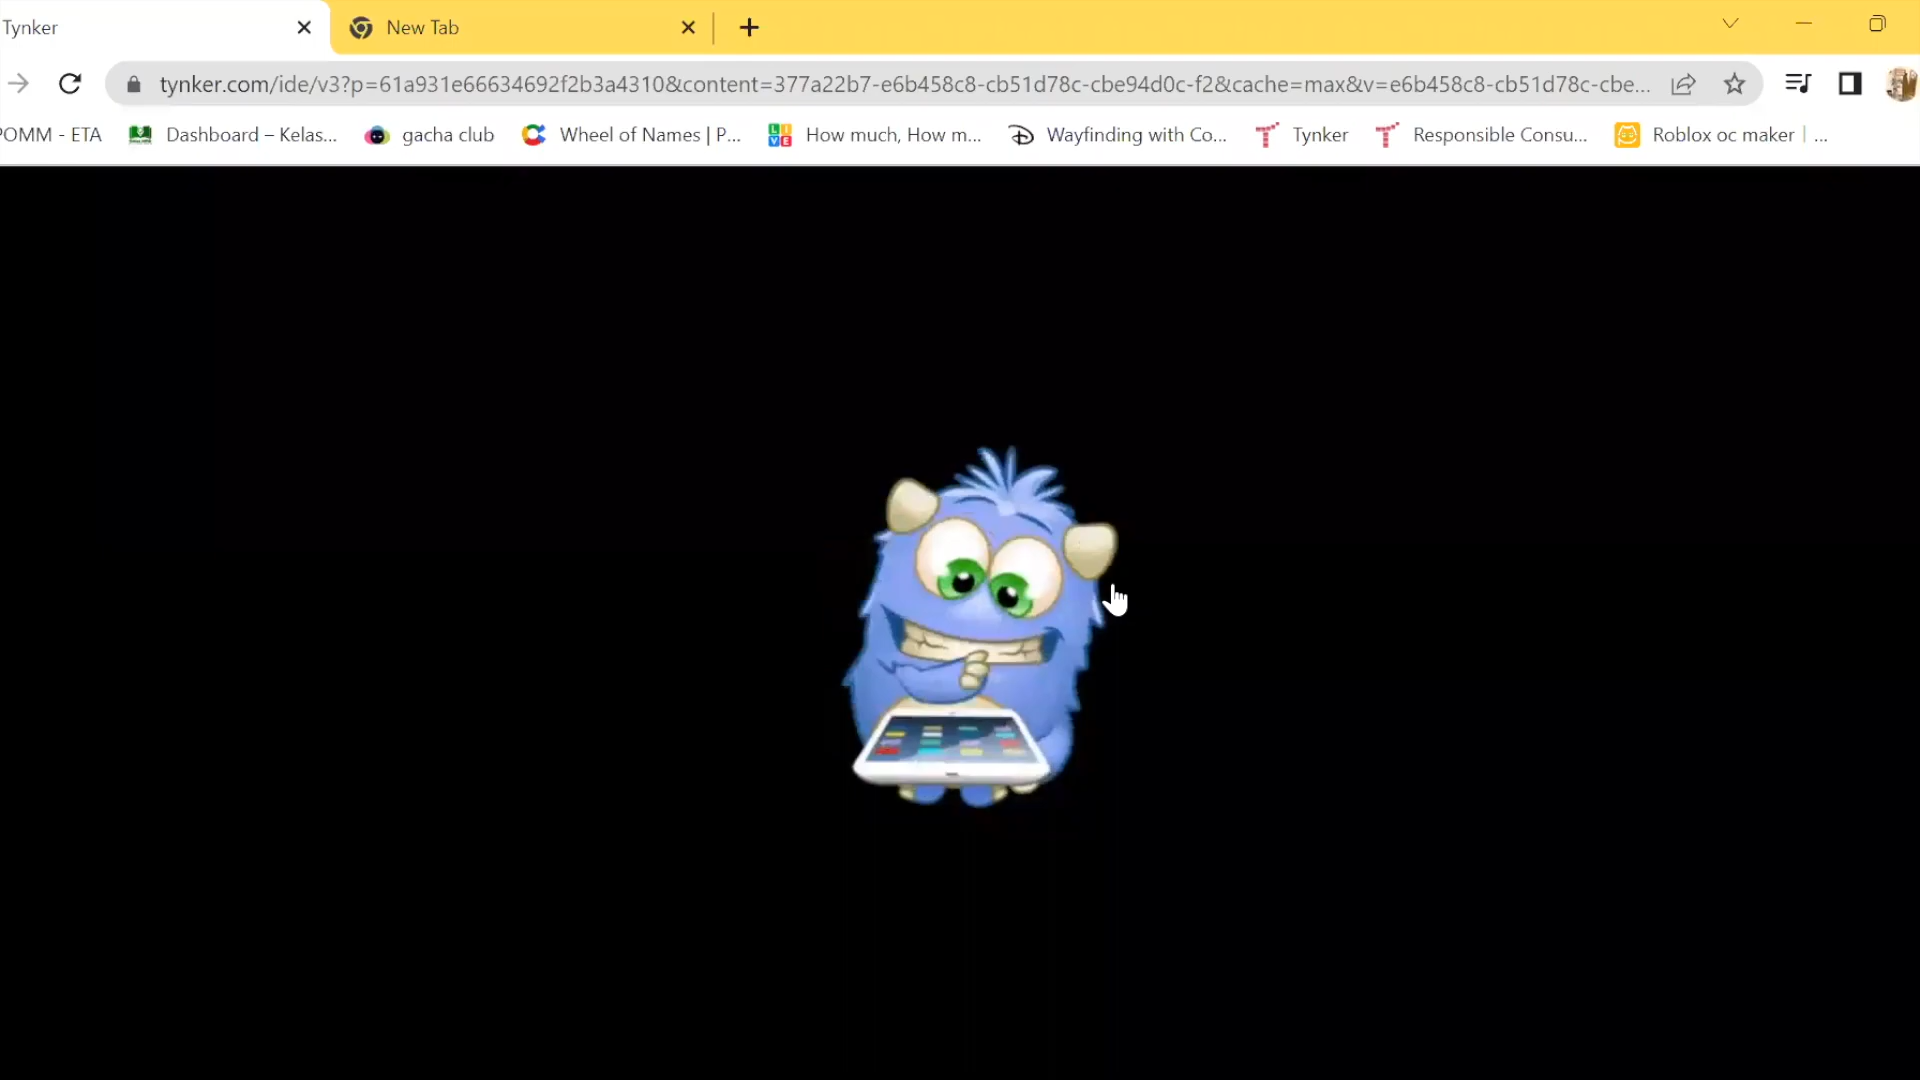 Tynker
New Tab
tynker.com/ide/v3?p=61a931e66634692f2b3a4310&content=377a22b7-e6b458c8-cb51d78c-cbe94d0c-f2&cache=max&v=e6b458c8-cb51d78c-cbe...
POMM - ETA Dashboard – Kelas... gacha club Wheel of Names | P... LIVE How much, How m... Wayfinding with Co... Tynker Responsible Consu... Roblox oc maker | ...